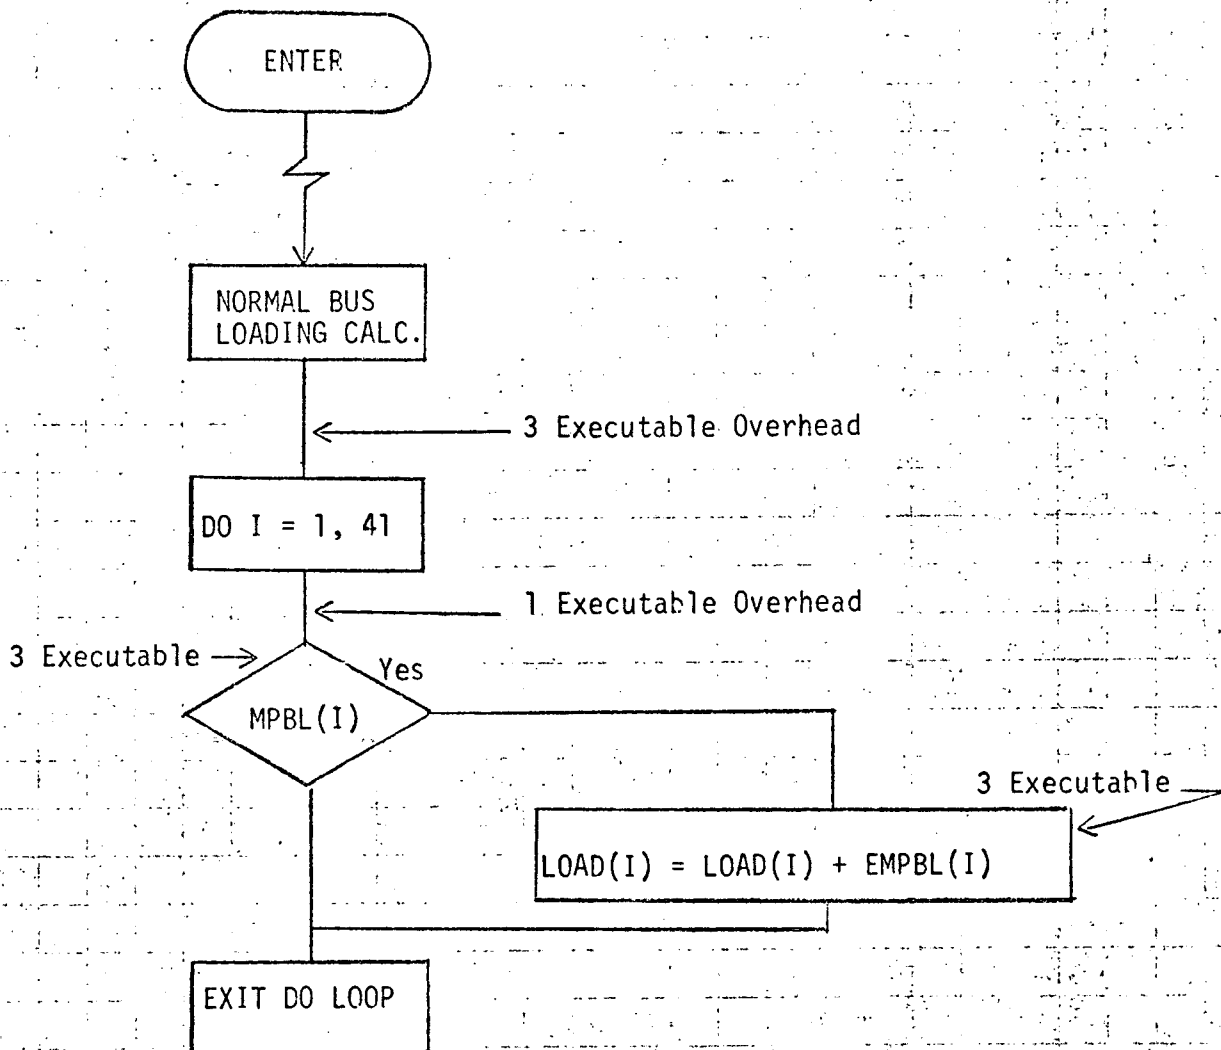 ENTER
NORMAL BUS
LOADING CALC.
3 Executable Overhead
DO I = 1, 41
1 Executable Overhead
3 Executable
Yes
MPBL(I)
3 Executable
LOAD(I) = LOAD(I) + EMPBL(I)
EXIT DO LOOP